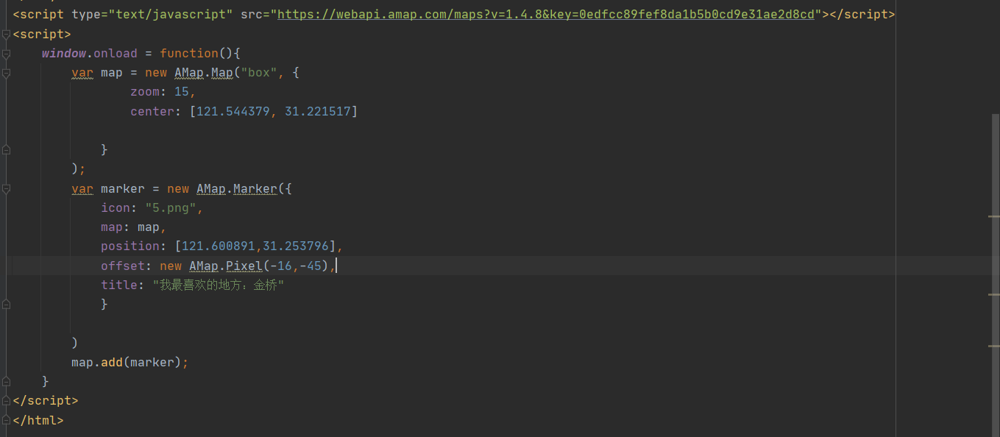 <script type="text/javascript" src="https://webapi.amap.com/maps?v=1.4.8&key=0edfcc89fef8da1b5b0cd9e31ae2d8cd"></script>
<script>
window.onload = function(){
var map = new AMap.Map("box", {
zoom: 15,
center: [121.544379, 31.221517]
}
);
var marker = new AMap.Marker({
icon: "5.png",
map: map,
position: [121.600891,31.253796],
offset: new AMap.Pixel(-16,-45),
title: "我最喜欢的地方：金桥"
}
)
map.add(marker);
}
</script>
</html>